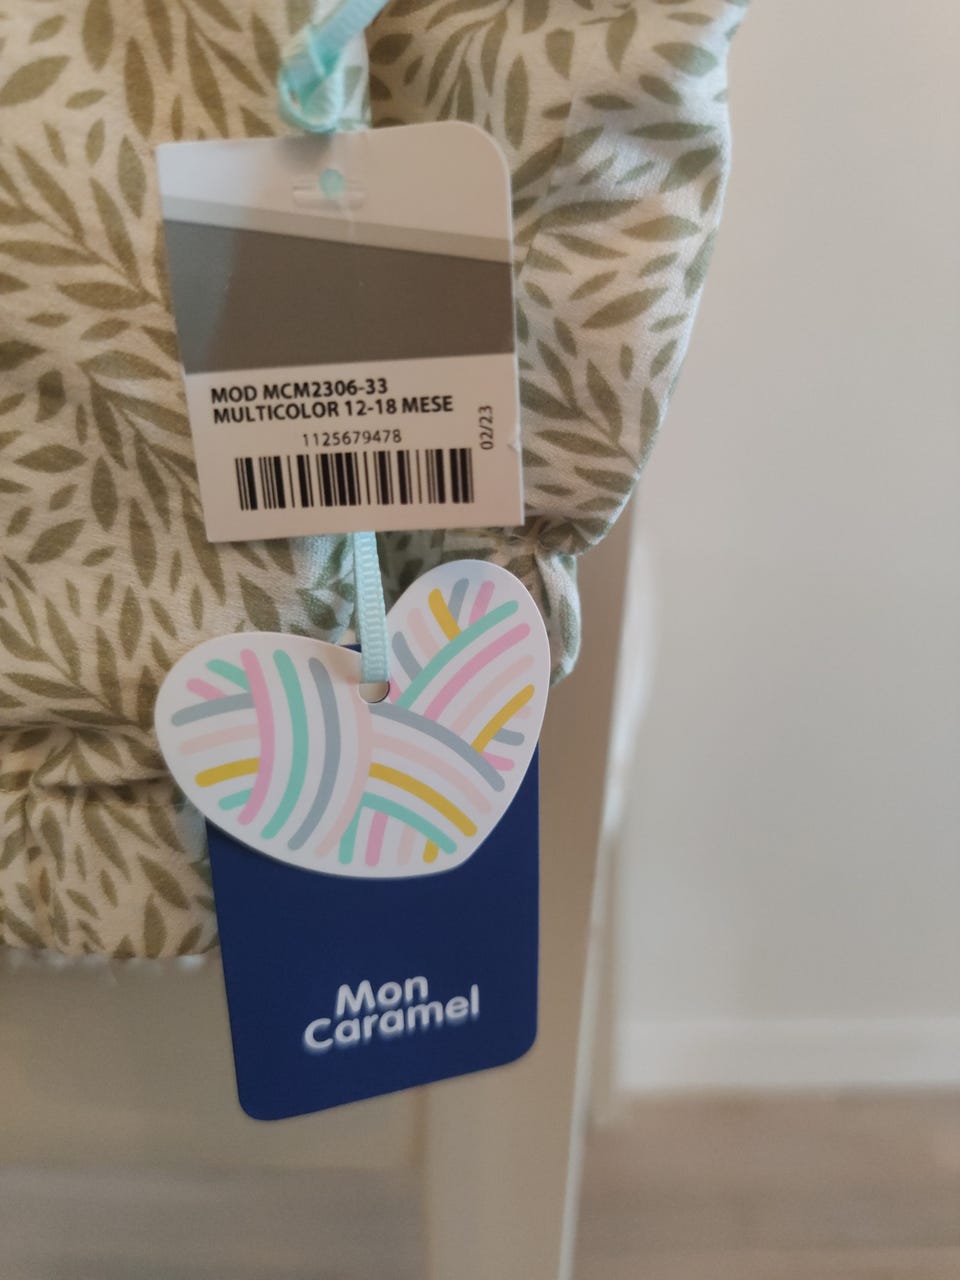 MOD MCM2306-33
MULTICOLOR 12-18 MESE
1125679478
02/23
Mon
Caramel